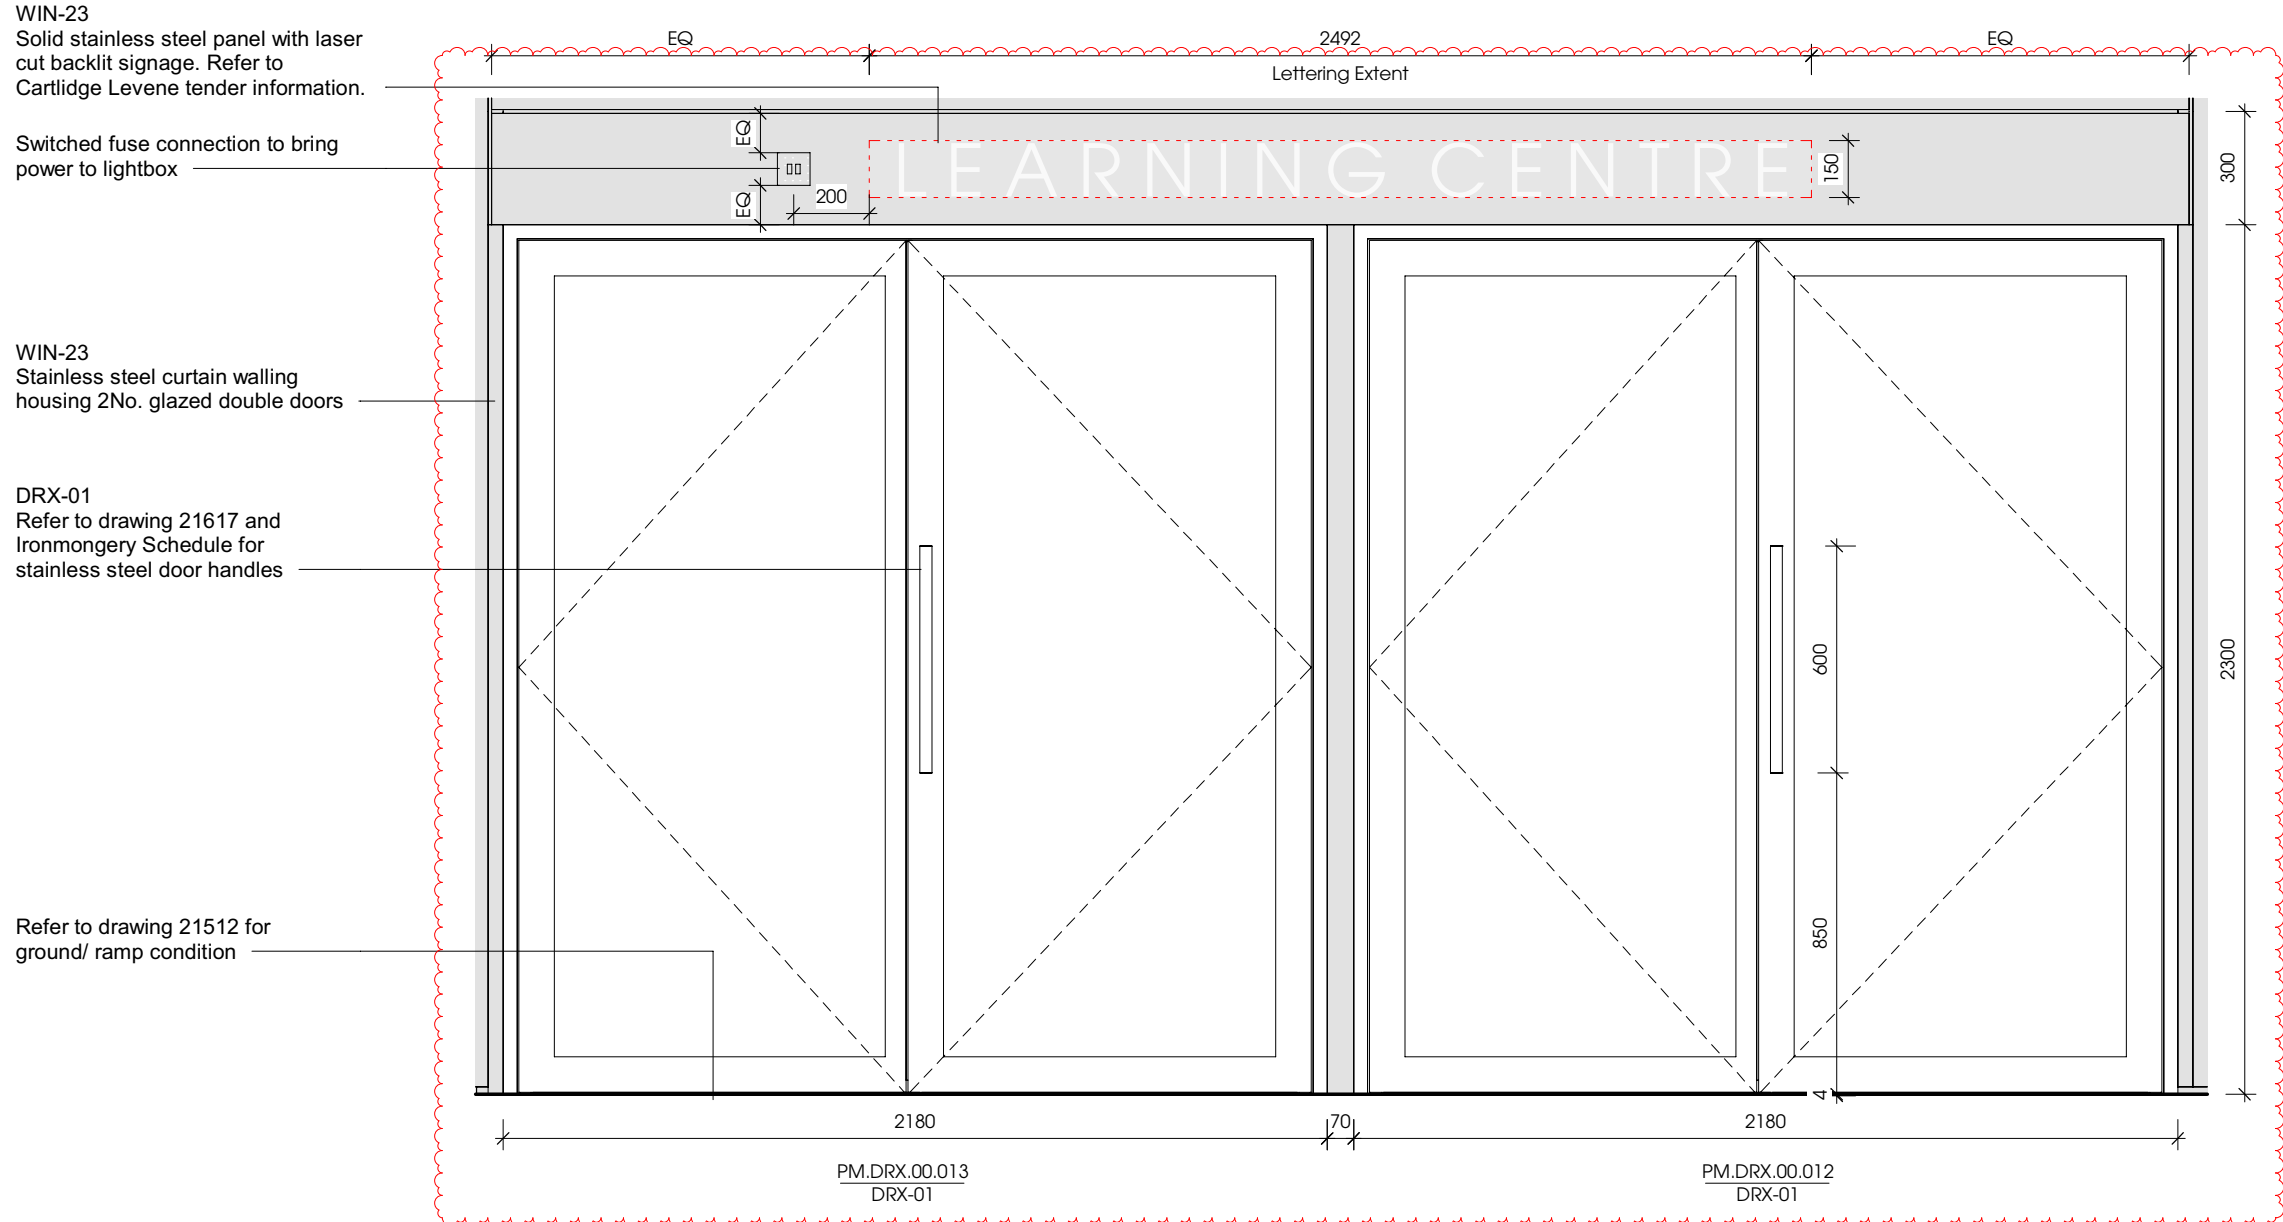 WIN-23
Solid stainless steel panel with laser
cut backlit signage. Refer to
Cartlidge Levene tender information.
Switched fuse connection to bring
power to lightbox
WIN-23
Stainless steel curtain walling
housing 2No. glazed double doors
DRX-01
Refer to drawing 21617 and
Ironmongery Schedule for
stainless steel door handles
Refer to drawing 21512 for
ground/ ramp condition
EQ
2492
EQ
Lettering Extent
EQ
EQ
200
LEARNING CENTRE
150
300
600
2300
850
4
2180
70
2180
PM.DRX.00.013
DRX-01
PM.DRX.00.012
DRX-01